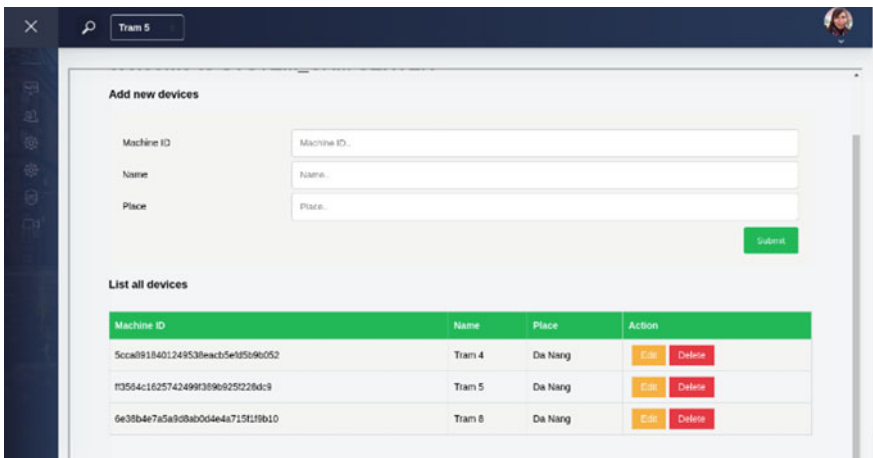 Tram 5
Add new devices
Machine ID
Machine ID..
Name
Name..
Place
Place..
Submit
List all devices
Machine ID Name Place Action
5cca8918401249538eacb5efd5b9b052 Tram 4 Da Nang Edit Delete
ff3564c1625742499f389b925f228dc9 Tram 5 Da Nang Edit Delete
6e38b4e7a5a9d8ab0d4e4a715f1f9b10 Tram 8 Da Nang Edit Delete